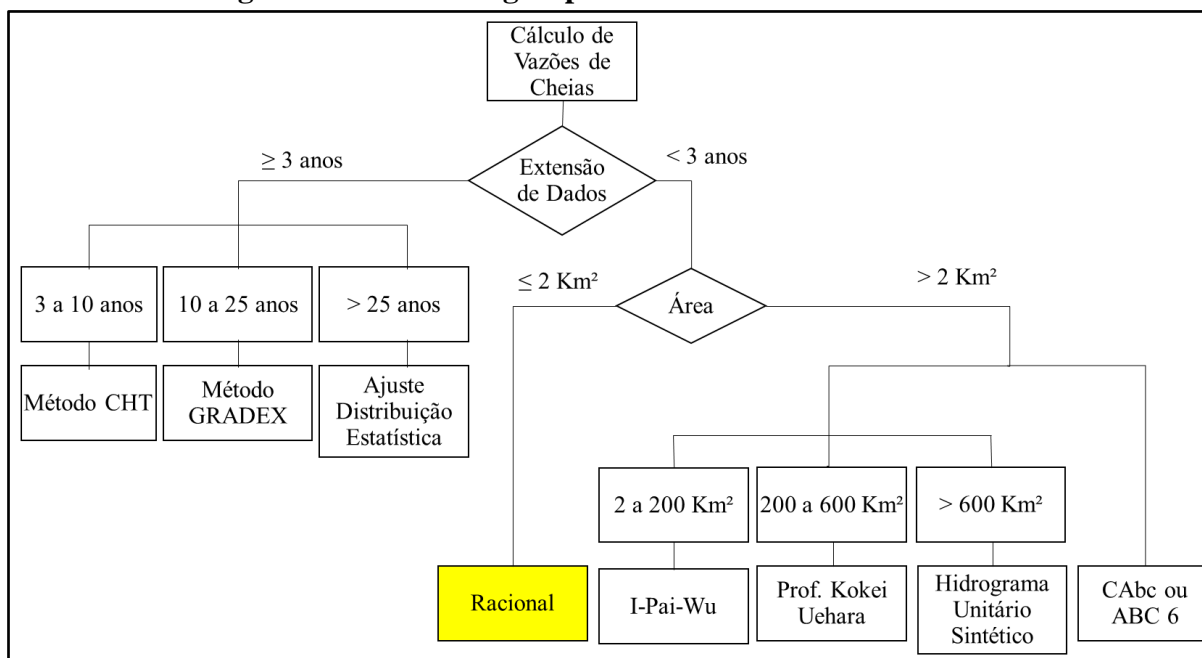 Cálculo de
Vazões de
Cheias
≥ 3 anos
< 3 anos
Extensão
de Dados
3 a 10 anos
10 a 25 anos
> 25 anos
≤ 2 Km²
Área
> 2 Km²
Método CHT
Método
GRADEX
Ajuste
Distribuição
Estatística
2 a 200 Km²
200 a 600 Km²
> 600 Km²
Racional
I-Pai-Wu
Prof. Kokei
Uehara
Hidrograma
Unitário
Sintético
CAbc ou
ABC 6